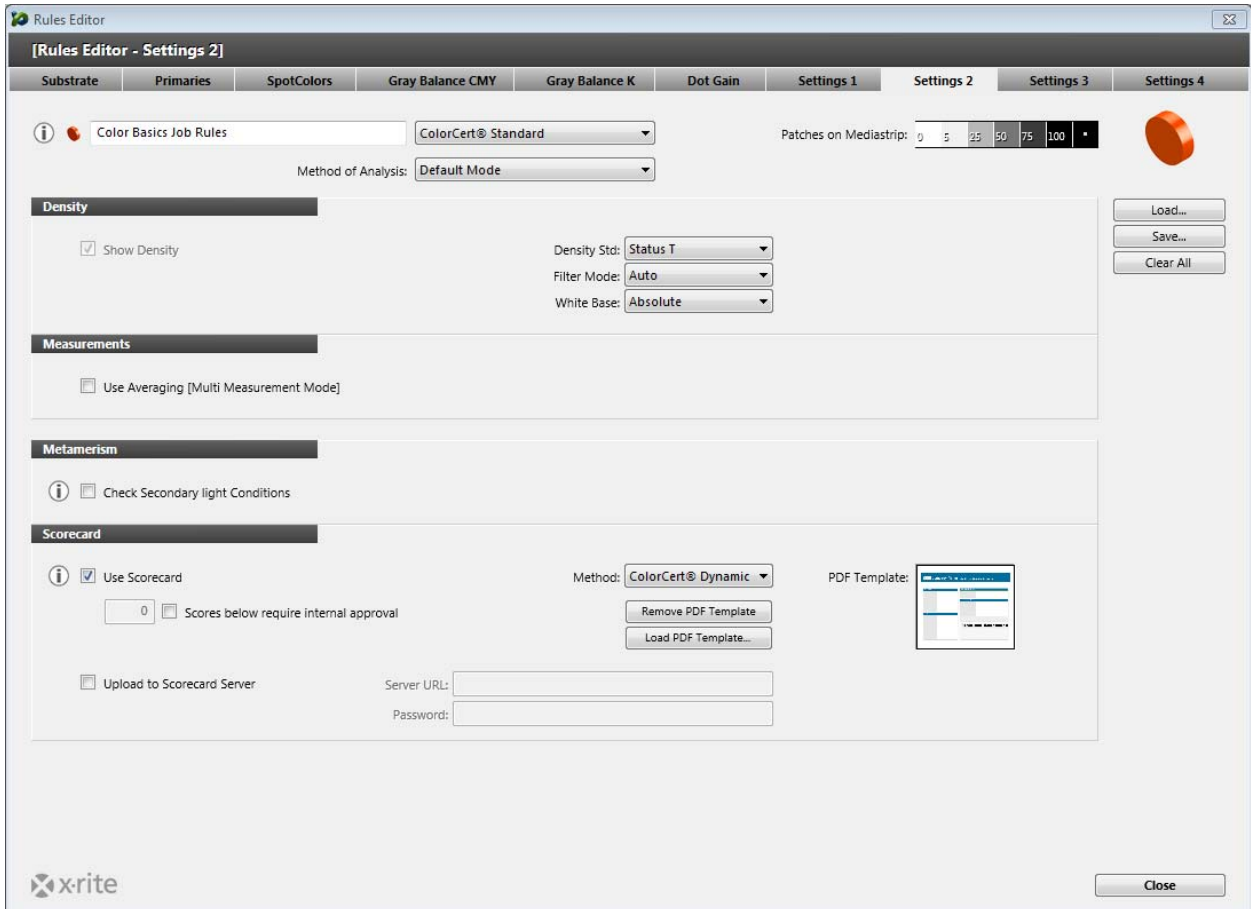 Rules Editor
[Rules Editor - Settings 2]
Substrate Primaries SpotColors Gray Balance CMY Gray Balance K Dot Gain Settings 1 Settings 2 Settings 3 Settings 4
Color Basics Job Rules ColorCert® Standard Patches on Mediastrip: 0 5 25 50 75 100 *
Method of Analysis: Default Mode
Density
Load...
Save...
Clear All
Show Density Density Std: Status T
Filter Mode: Auto
White Base: Absolute
Measurements
Use Averaging [Multi Measurement Mode]
Metamerism
Check Secondary light Conditions
Scorecard
Use Scorecard Method: ColorCert® Dynamic PDF Template:
0 Scores below require internal approval Remove PDF Template
Load PDF Template...
Upload to Scorecard Server Server URL:
Password:
x·rite Close